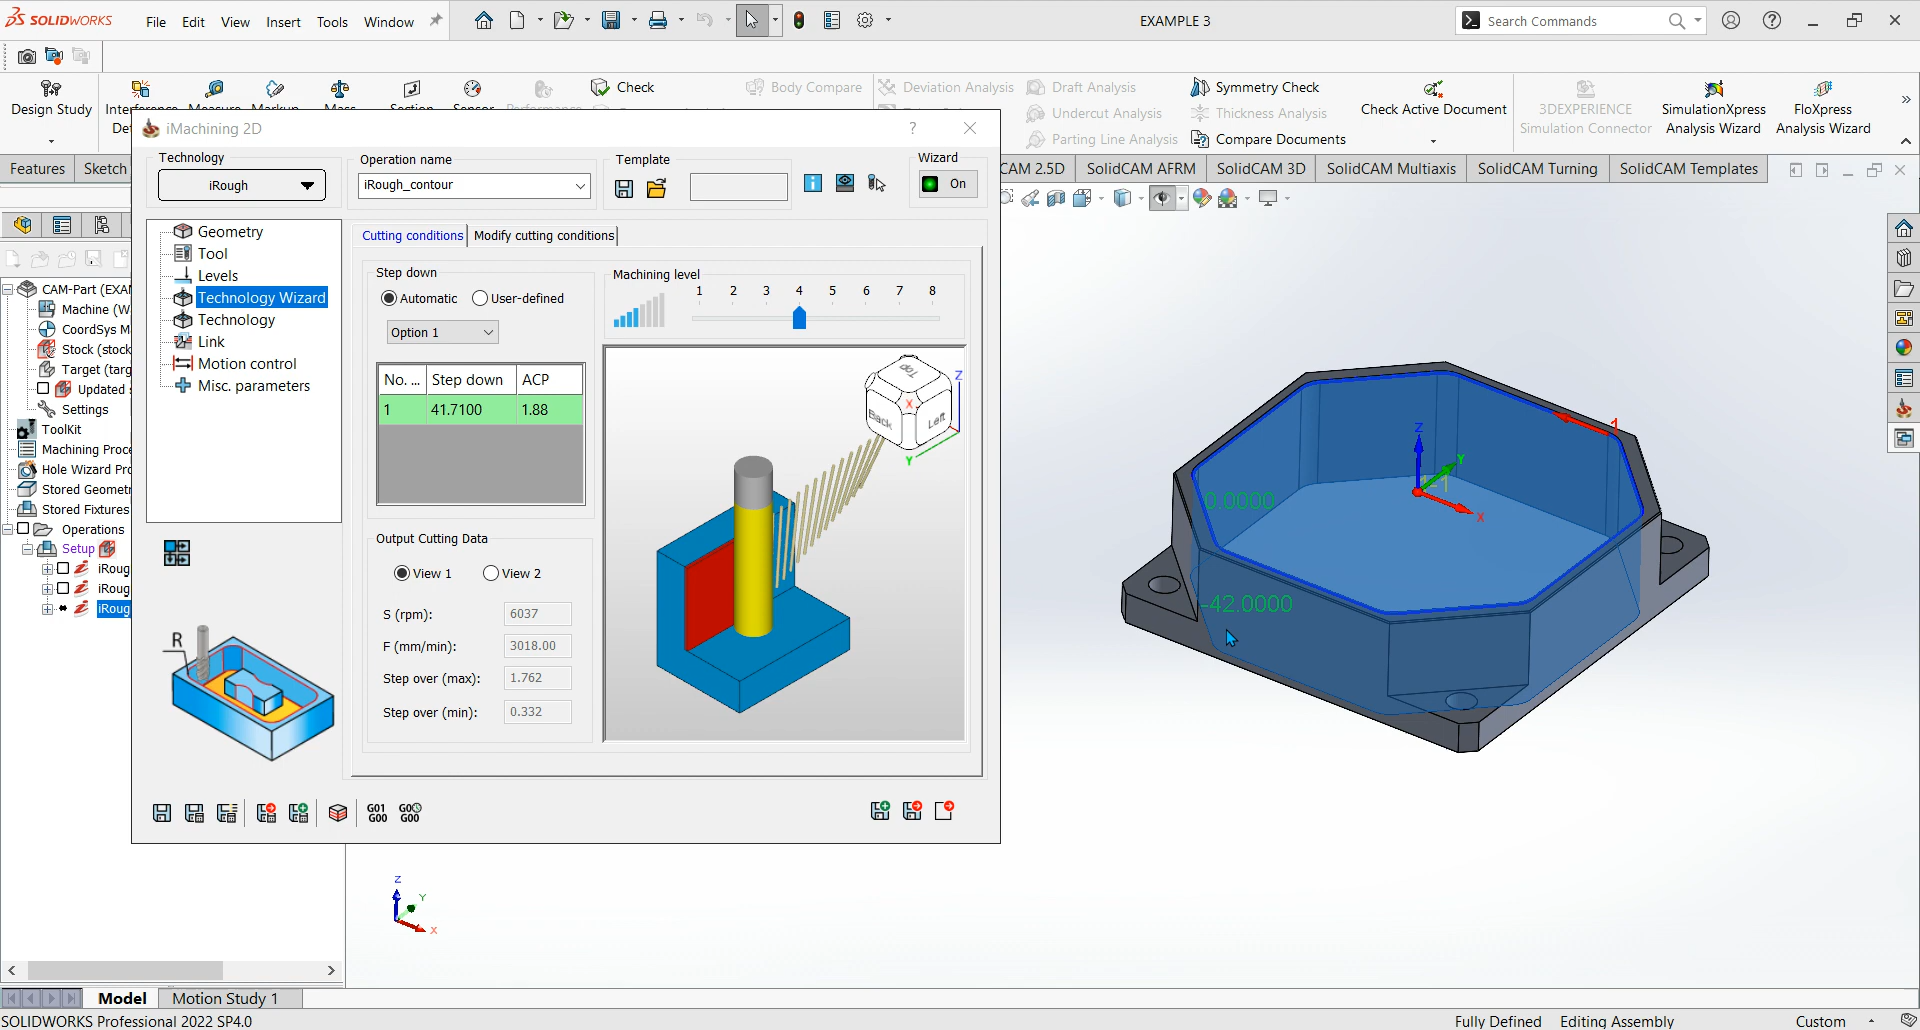 SOLIDWORKS File Edit View Insert Tools Window EXAMPLE 3 Search Commands
Design Study Check Body Compare Deviation Analysis Draft Analysis Symmetry Check Check Active Document 3DEXPERIENCE Simulation Connector SimulationXpress Analysis Wizard FloXpress Analysis Wizard
Undercut Analysis Thickness Analysis
Parting Line Analysis Compare Documents
Features Sketch CAM 2.5D SolidCAM AFRM SolidCAM 3D SolidCAM Multiaxis SolidCAM Turning SolidCAM Templates
iMachining 2D ?
Technology
iRough
Operation name
iRough_contour
Template
Wizard
On
Geometry
Tool
Levels
Technology Wizard
Technology
Link
Motion control
Misc. parameters
R
Cutting conditions Modify cutting conditions
Step down
Automatic User-defined
Option 1
No. ... Step down ACP
1 41.7100 1.88
Machining level
1 2 3 4 5 6 7 8
Top
Back Left
X
Z
Y
Output Cutting Data
View 1 View 2
S (rpm): 6037
F (mm/min): 3018.00
Step over (max): 1.762
Step over (min): 0.332
G01
G00
G00
CAM-Part (EXA
Machine (W
CoordSys M
Stock (stock
Target (targ
Updated
Settings
ToolKit
Machining Proce
Hole Wizard Pro
Stored Geometr
Stored Fixtures
Operations
Setup
iRoug
iRoug
iRoug
1
Z
Y
X
0.0000
-42.0000
Z
Y
X
Model Motion Study 1
SOLIDWORKS Professional 2022 SP4.0 Fully Defined Editing Assembly Custom